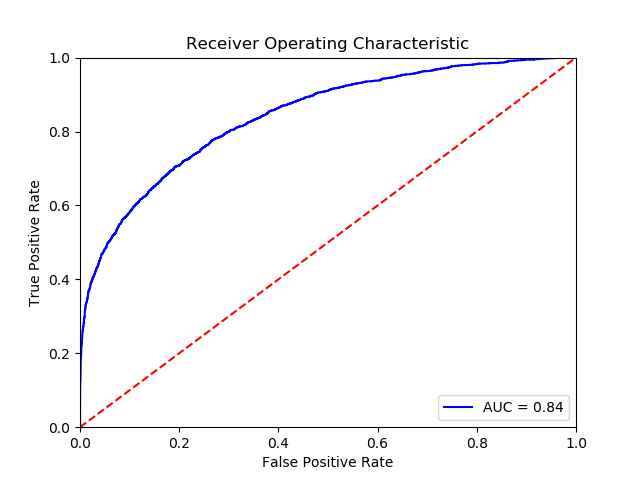 Receiver Operating Characteristic
True Positive Rate
1.0
0.8
0.6
0.4
0.2
0.0
AUC = 0.84
0.0 0.2 0.4 0.6 0.8 1.0
False Positive Rate